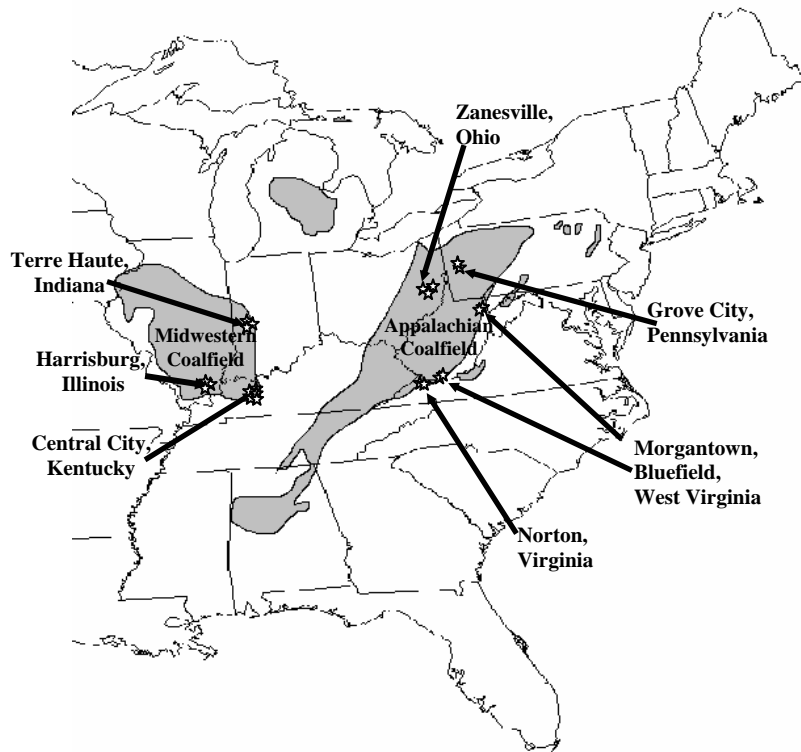 Zanesville,
Ohio
Terre Haute,
Indiana
Midwestern
Coalfield
Harrisburg,
Illinois
Central City,
Kentucky
Appalachian
Coalfield
Grove City,
Pennsylvania
Morgantown,
Bluefield,
West Virginia
Norton,
Virginia